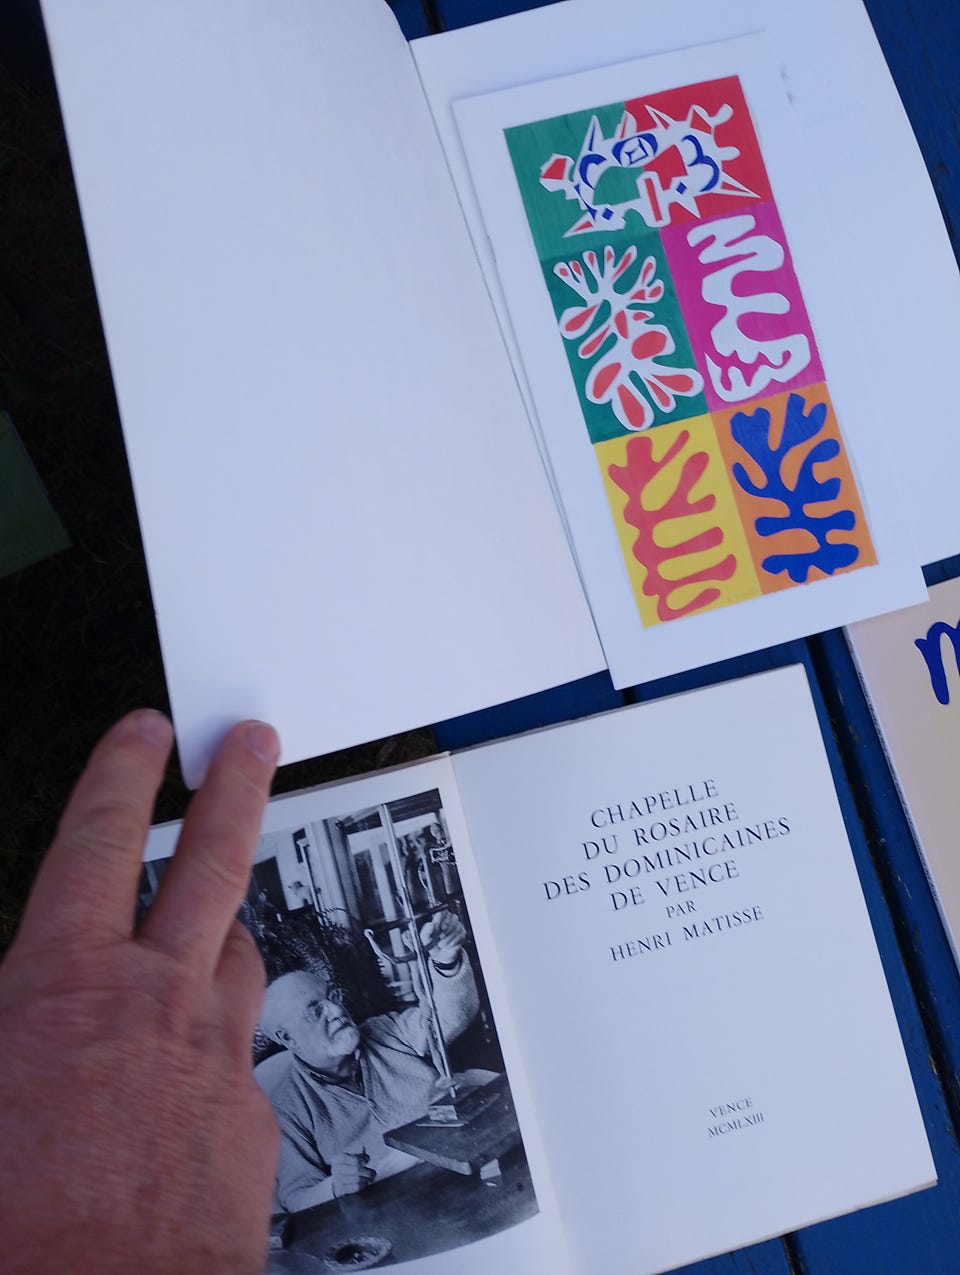 CHAPELLE
DU ROSAIRE
DES DOMINICAINES
DE VENCE
PAR
HENRI MATISSE
VENCE
MCMLXIII
m